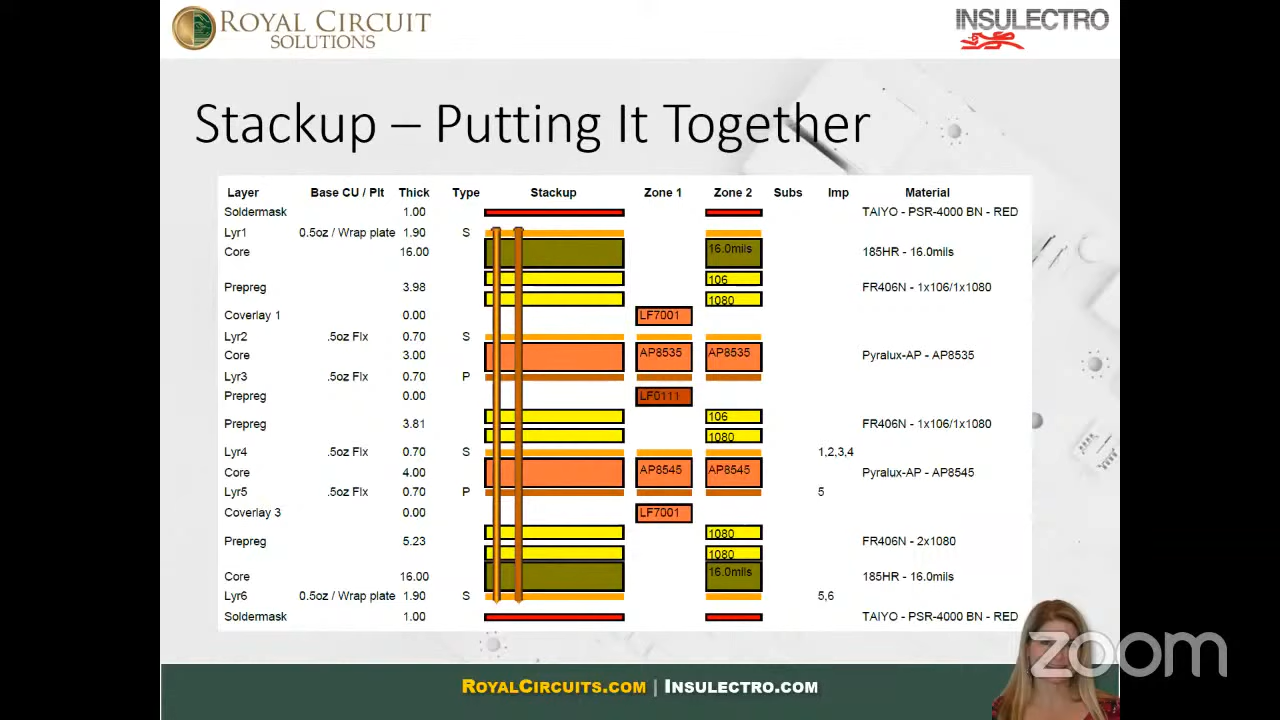 ROYAL CIRCUIT
SOLUTIONS
INSULECTRO
Stackup – Putting It Together
Layer Base CU / Plt Thick Type Stackup Zone 1 Zone 2 Subs Imp Material
Soldermask 1.00 TAIYO - PSR-4000 BN - RED
Lyr1 0.5oz / Wrap plate 1.90 S
Core 16.00 16.0mils 185HR - 16.0mils
106
Prepreg 3.98 FR406N - 1x106/1x1080
1080
Coverlay 1 0.00 LF7001
Lyr2 .5oz Flx 0.70 S
Core 3.00 AP8535 AP8535 Pyralux-AP - AP8535
Lyr3 .5oz Flx 0.70 P
Prepreg 0.00 LF0111
106
Prepreg 3.81 FR406N - 1x106/1x1080
1080
Lyr4 .5oz Flx 0.70 S 1,2,3,4
Core 4.00 AP8545 AP8545 Pyralux-AP - AP8545
Lyr5 .5oz Flx 0.70 P 5
Coverlay 3 0.00 LF7001
1080
Prepreg 5.23 FR406N - 2x1080
1080
Core 16.00 16.0mils 185HR - 16.0mils
Lyr6 0.5oz / Wrap plate 1.90 S 5,6
Soldermask 1.00 TAIYO - PSR-4000 BN - RED
zoom
ROYALCIRCUITS.COM | INSULECTRO.COM